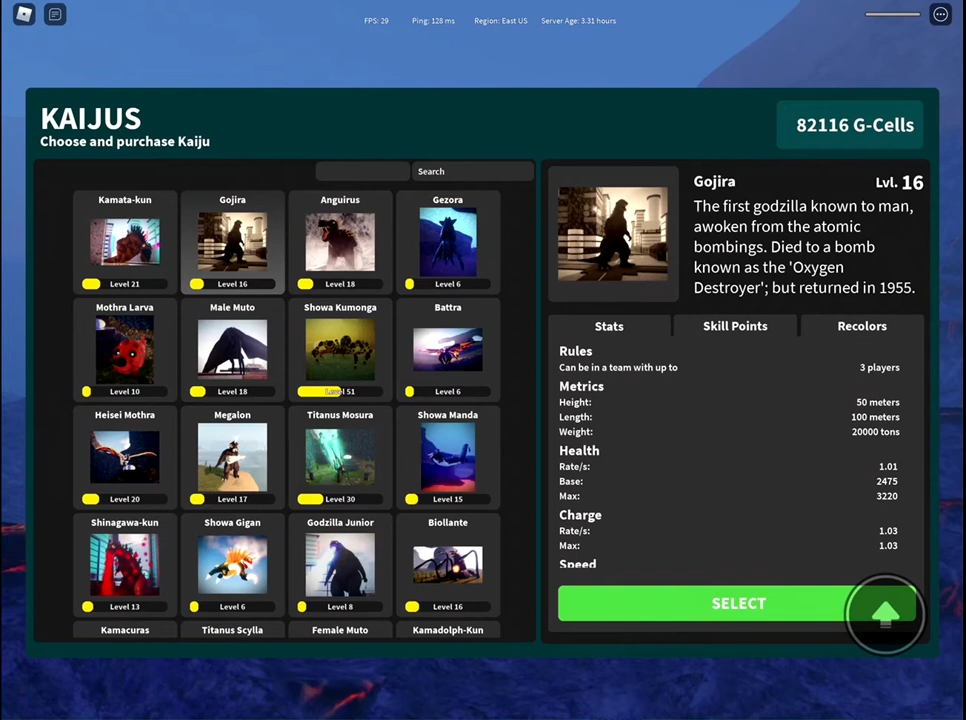 FPS: 29
Ping: 128 ms
Region: East US
Server Age: 3.31 hours
KAIJUS
Choose and purchase Kaiju
82116 G-Cells
Search
Kamata-kun
Gojira
Anguirus
Gezora
Level 21
Level 16
Level 18
Level 6
Mothra Larva
Male Muto
Showa Kumonga
Battra
Level 10
Level 18
Level 51
Level 6
Heisei Mothra
Megalon
Titanus Mosura
Showa Manda
Level 20
Level 17
Level 30
Level 15
Shinagawa-kun
Showa Gigan
Godzilla Junior
Biollante
Level 13
Level 6
Level 8
Level 16
Kamacuras
Titanus Scylla
Female Muto
Kamadolph-Kun
Gojira
Lvl. 16
The first godzilla known to man,
awoken from the atomic
bombings. Died to a bomb
known as the 'Oxygen
Destroyer'; but returned in 1955.
Stats
Skill Points
Recolors
Rules
Can be in a team with up to 3 players
Metrics
Height: 50 meters
Length: 100 meters
Weight: 20000 tons
Health
Rate/s: 1.01
Base: 2475
Max: 3220
Charge
Rate/s: 1.03
Max: 1.03
Speed
SELECT